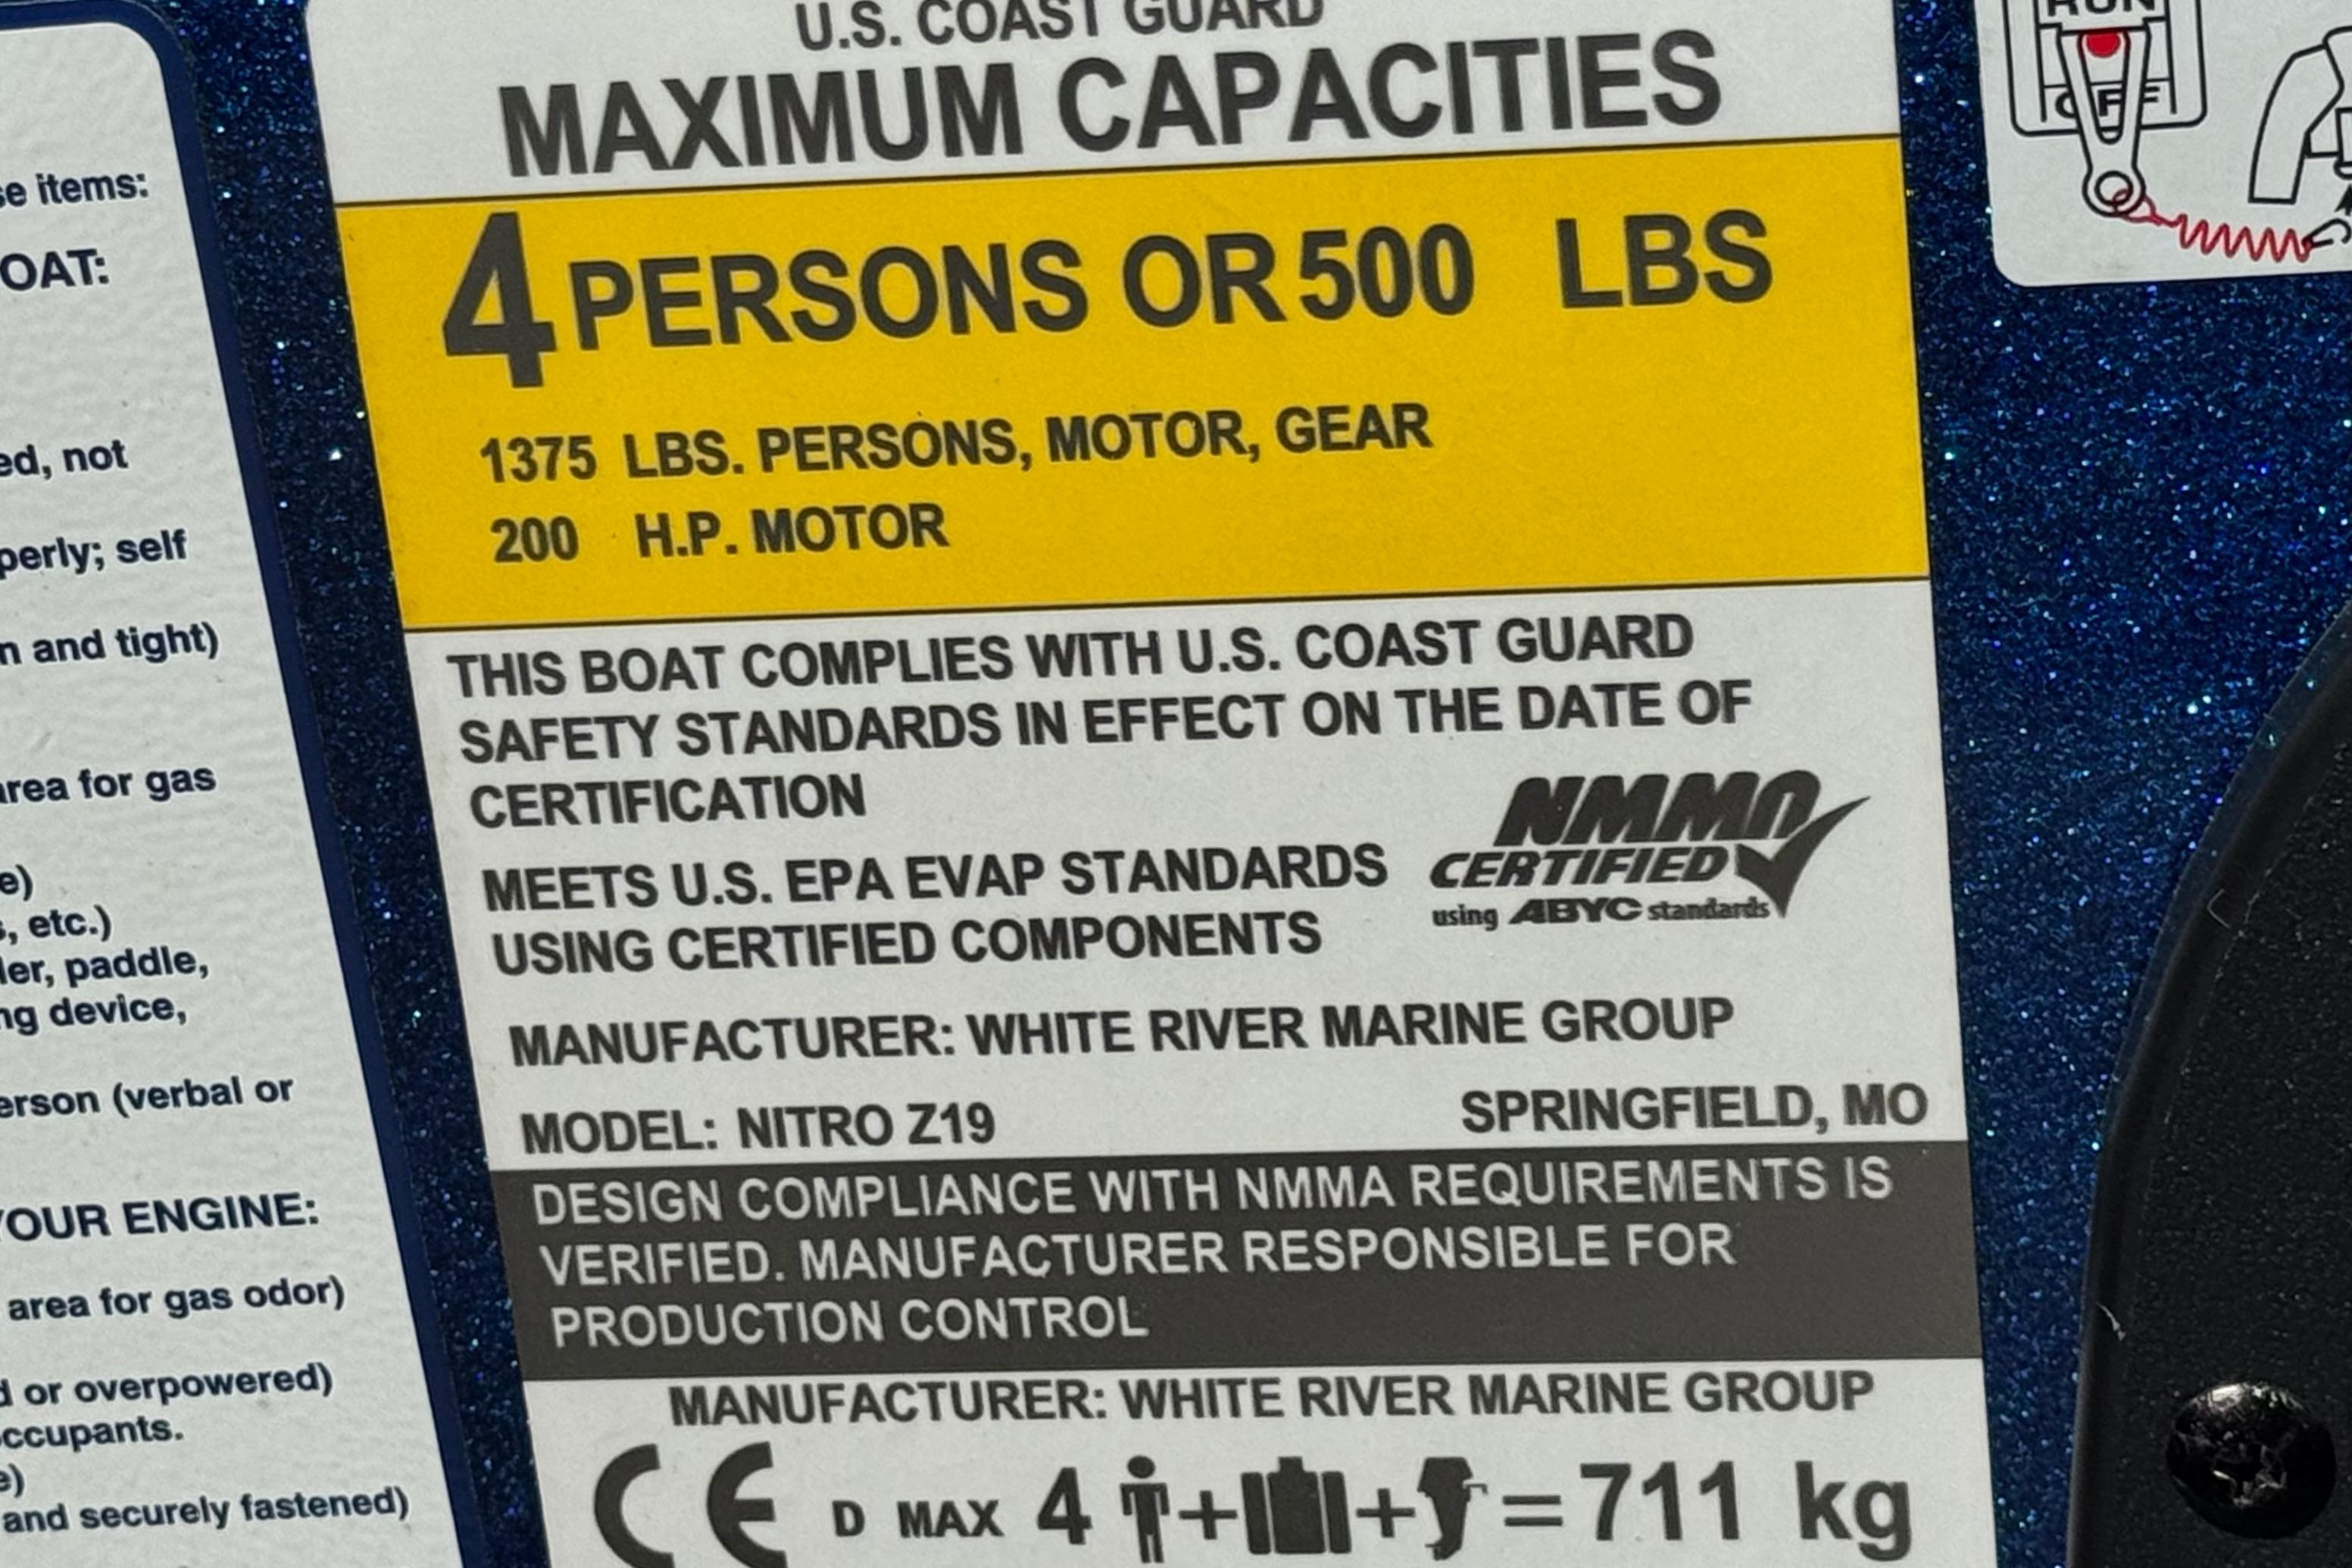 se items:
OAT:
ed, not
perly; self
n and tight)
area for gas
e)
s, etc.)
ler, paddle,
ng device,
erson (verbal or
YOUR ENGINE:
area for gas odor)
d or overpowered)
occupants.
e)
and securely fastened)
U.S. COAST GUARD
MAXIMUM CAPACITIES
4 PERSONS OR 500 LBS
1375 LBS. PERSONS, MOTOR, GEAR
200 H.P. MOTOR
THIS BOAT COMPLIES WITH U.S. COAST GUARD
SAFETY STANDARDS IN EFFECT ON THE DATE OF
CERTIFICATION
MEETS U.S. EPA EVAP STANDARDS
USING CERTIFIED COMPONENTS
NMMA
CERTIFIED
using ABYC standards
MANUFACTURER: WHITE RIVER MARINE GROUP
MODEL: NITRO Z19 SPRINGFIELD, MO
DESIGN COMPLIANCE WITH NMMA REQUIREMENTS IS
VERIFIED. MANUFACTURER RESPONSIBLE FOR
PRODUCTION CONTROL
MANUFACTURER: WHITE RIVER MARINE GROUP
CE D MAX 4 + + = 711 kg
RUN
OFF